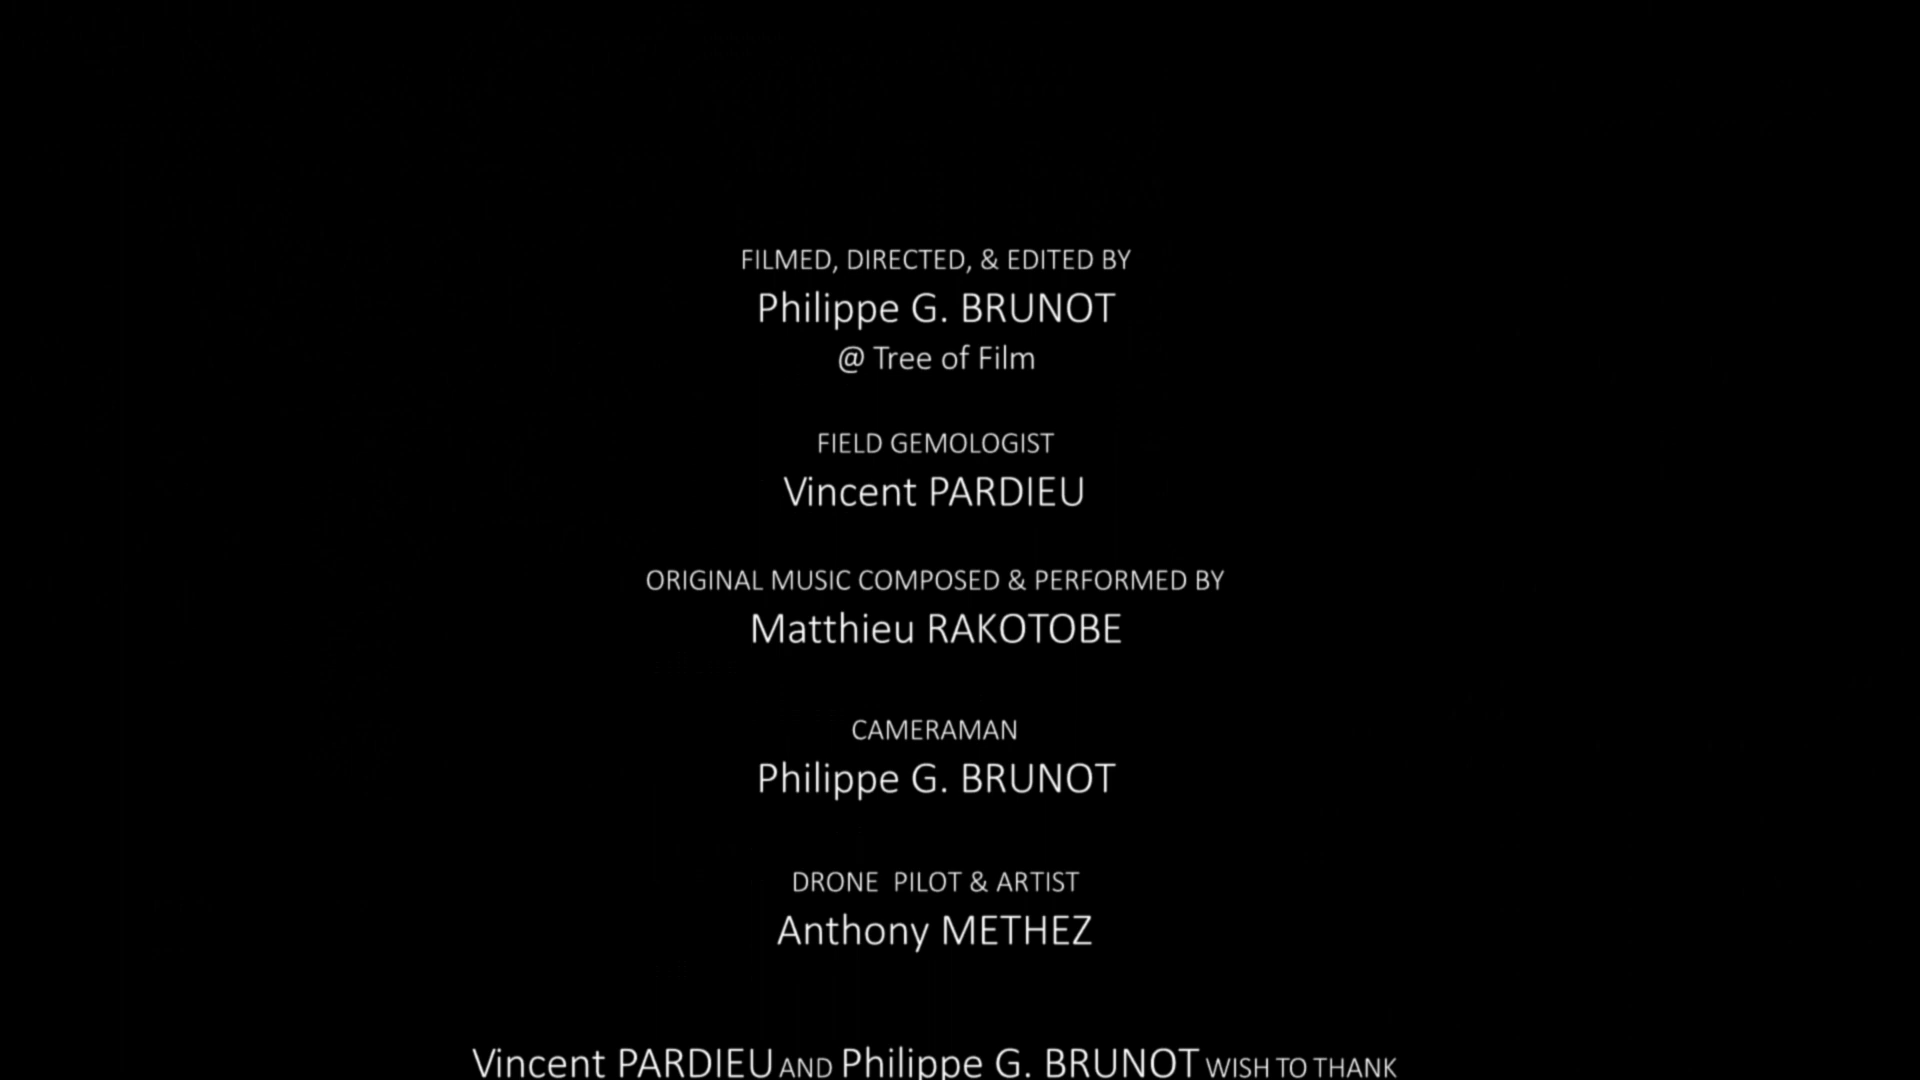 FILMED, DIRECTED, & EDITED BY
Philippe G. BRUNOT
@ Tree of Film
FIELD GEMOLOGIST
Vincent PARDIEU
ORIGINAL MUSIC COMPOSED & PERFORMED BY
Matthieu RAKOTOBE
CAMERAMAN
Philippe G. BRUNOT
DRONE PILOT & ARTIST
Anthony METHEZ
Vincent PARDIEU AND Philippe G. BRUNOT WISH TO THANK